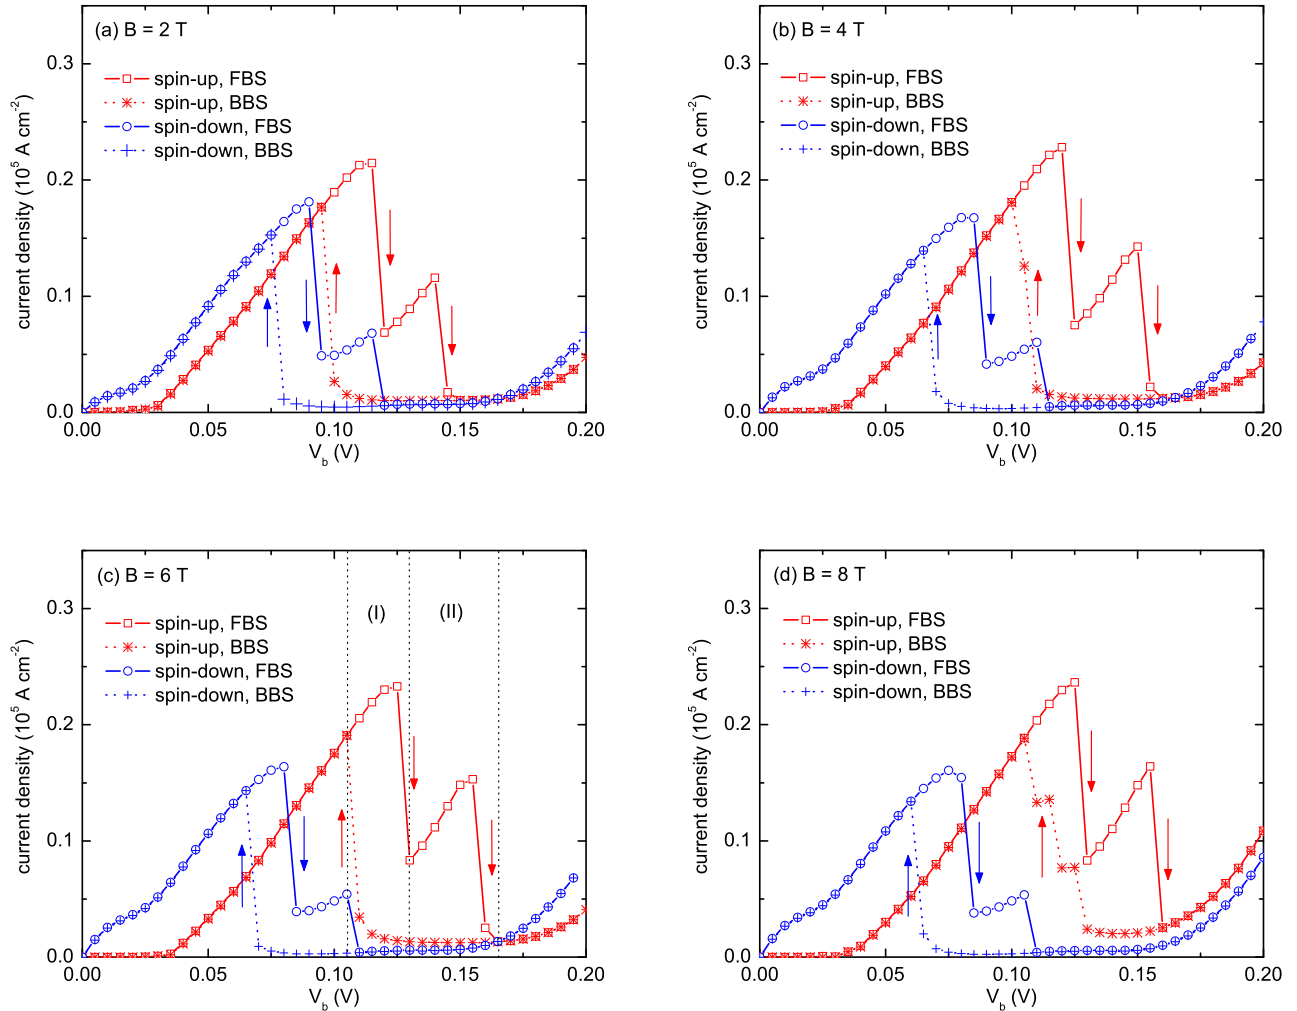 (a) B = 2 T
spin-up, FBS
spin-up, BBS
spin-down, FBS
spin-down, BBS
current density (10^5 A cm^-2)
0.3
0.2
0.1
0.0
0.00 0.05 0.10 0.15 0.20
V_b (V)
(b) B = 4 T
spin-up, FBS
spin-up, BBS
spin-down, FBS
spin-down, BBS
current density (10^5 A cm^-2)
0.3
0.2
0.1
0.0
0.00 0.05 0.10 0.15 0.20
V_b (V)
(c) B = 6 T
(I) (II)
spin-up, FBS
spin-up, BBS
spin-down, FBS
spin-down, BBS
current density (10^5 A cm^-2)
0.3
0.2
0.1
0.0
0.00 0.05 0.10 0.15 0.20
V_b (V)
(d) B = 8 T
spin-up, FBS
spin-up, BBS
spin-down, FBS
spin-down, BBS
current density (10^5 A cm^-2)
0.3
0.2
0.1
0.0
0.00 0.05 0.10 0.15 0.20
V_b (V)